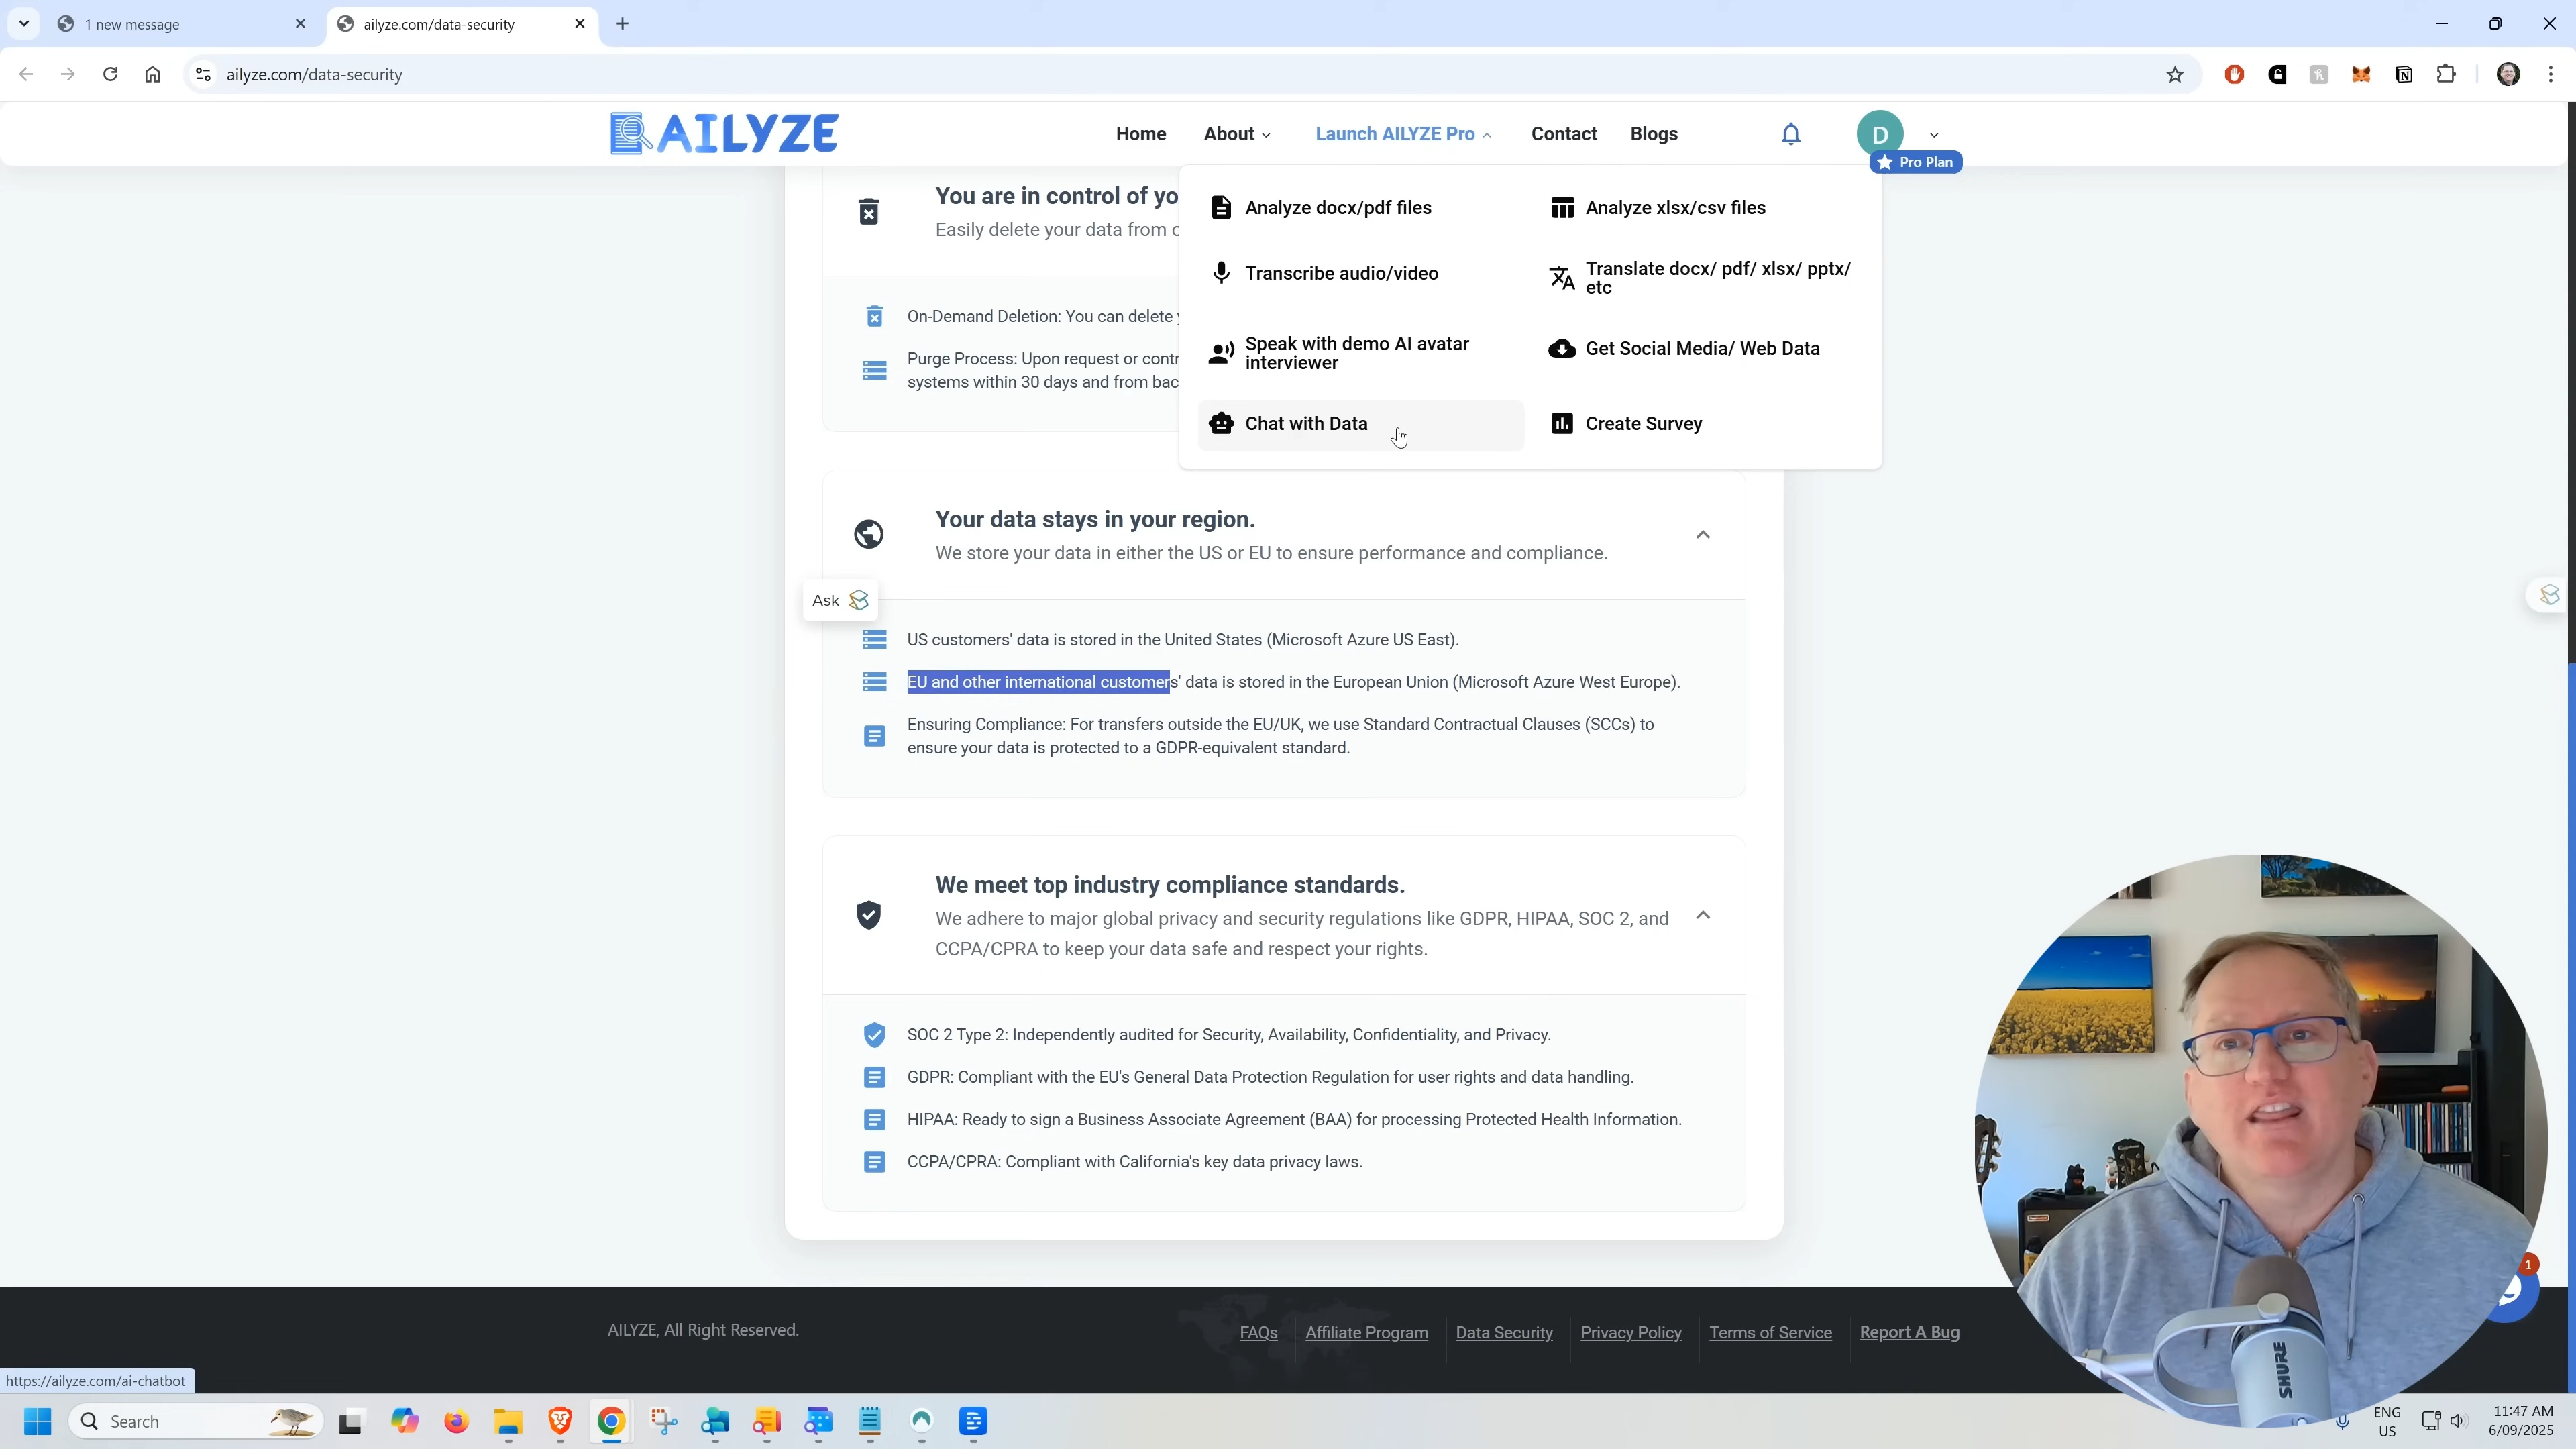 1 new message
ailyze.com/data-security
ailyze.com/data-security
AILYZE
Home
About
Launch AILYZE Pro
Contact
Blogs
D
Pro Plan
You are in control of yo
Easily delete your data from
On-Demand Deletion: You can delete
Purge Process: Upon request or contr
systems within 30 days and from bac
Analyze docx/pdf files
Analyze xlsx/csv files
Transcribe audio/video
Translate docx/ pdf/ xlsx/ pptx/
etc
Speak with demo AI avatar
interviewer
Get Social Media/ Web Data
Chat with Data
Create Survey
Your data stays in your region.
We store your data in either the US or EU to ensure performance and compliance.
Ask
US customers' data is stored in the United States (Microsoft Azure US East).
EU and other international customers' data is stored in the European Union (Microsoft Azure West Europe).
Ensuring Compliance: For transfers outside the EU/UK, we use Standard Contractual Clauses (SCCs) to
ensure your data is protected to a GDPR-equivalent standard.
We meet top industry compliance standards.
We adhere to major global privacy and security regulations like GDPR, HIPAA, SOC 2, and
CCPA/CPRA to keep your data safe and respect your rights.
SOC 2 Type 2: Independently audited for Security, Availability, Confidentiality, and Privacy.
GDPR: Compliant with the EU's General Data Protection Regulation for user rights and data handling.
HIPAA: Ready to sign a Business Associate Agreement (BAA) for processing Protected Health Information.
CCPA/CPRA: Compliant with California's key data privacy laws.
1
AILYZE, All Right Reserved.
FAQs
Affiliate Program
Data Security
Privacy Policy
Terms of Service
Report A Bug
SHURE
https://ailyze.com/ai-chatbot
Search
ENG
US
11:47 AM
6/09/2025